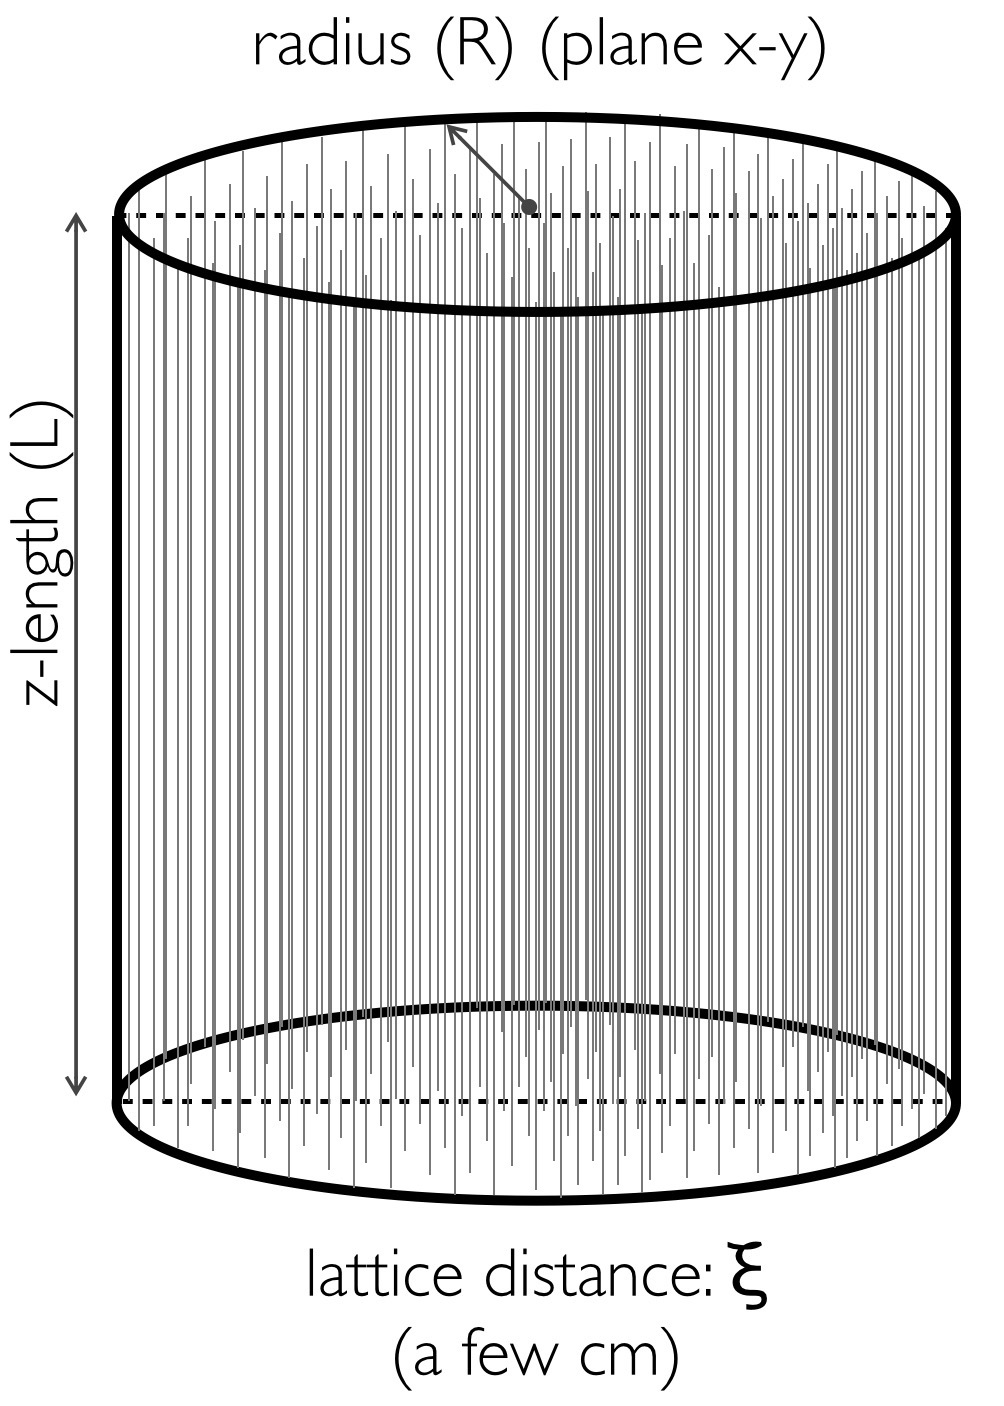 radius (R) (plane x-y)
z-length (L)
lattice distance: ξ
(a few cm)